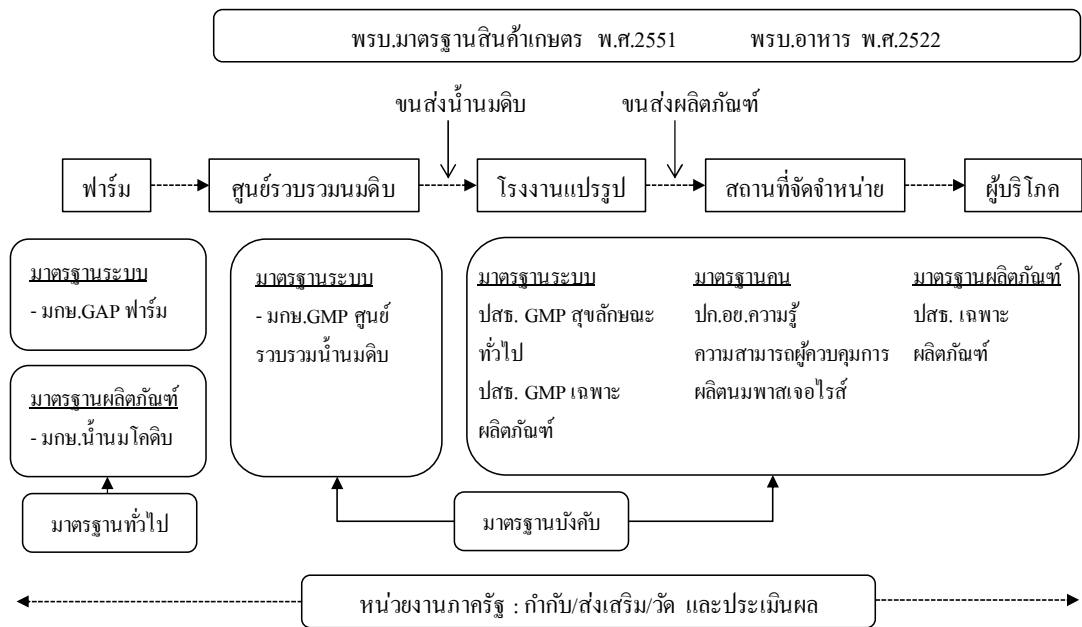 พรบ.มาตรฐานสินค้าเกษตร พ.ศ.2551 พรบ.อาหาร พ.ศ.2522
ขนส่งน้ำนมดิบ
ขนส่งผลิตภัณฑ์
ฟาร์ม
ศูนย์รวบรวมนมดิบ
โรงงานแปรรูป
สถานที่จัดจำหน่าย
ผู้บริโภค
มาตรฐานระบบ
- มกษ.GAP ฟาร์ม
มาตรฐานผลิตภัณฑ์
- มกษ.น้ำนมโคดิบ
มาตรฐานทั่วไป
มาตรฐานระบบ
- มกษ.GMP ศูนย์
รวบรวมน้ำนมดิบ
มาตรฐานระบบ
ปสธ. GMP สุขลักษณะ
ทั่วไป
ปสธ. GMP เฉพาะ
ผลิตภัณฑ์
มาตรฐานคน
ปก.อย.ความรู้
ความสามารถผู้ควบคุมการ
ผลิตนมพาสเจอไรส์
มาตรฐานผลิตภัณฑ์
ปสธ. เฉพาะ
ผลิตภัณฑ์
มาตรฐานบังคับ
หน่วยงานภาครัฐ : กำกับ/ส่งเสริม/วัด และประเมินผล